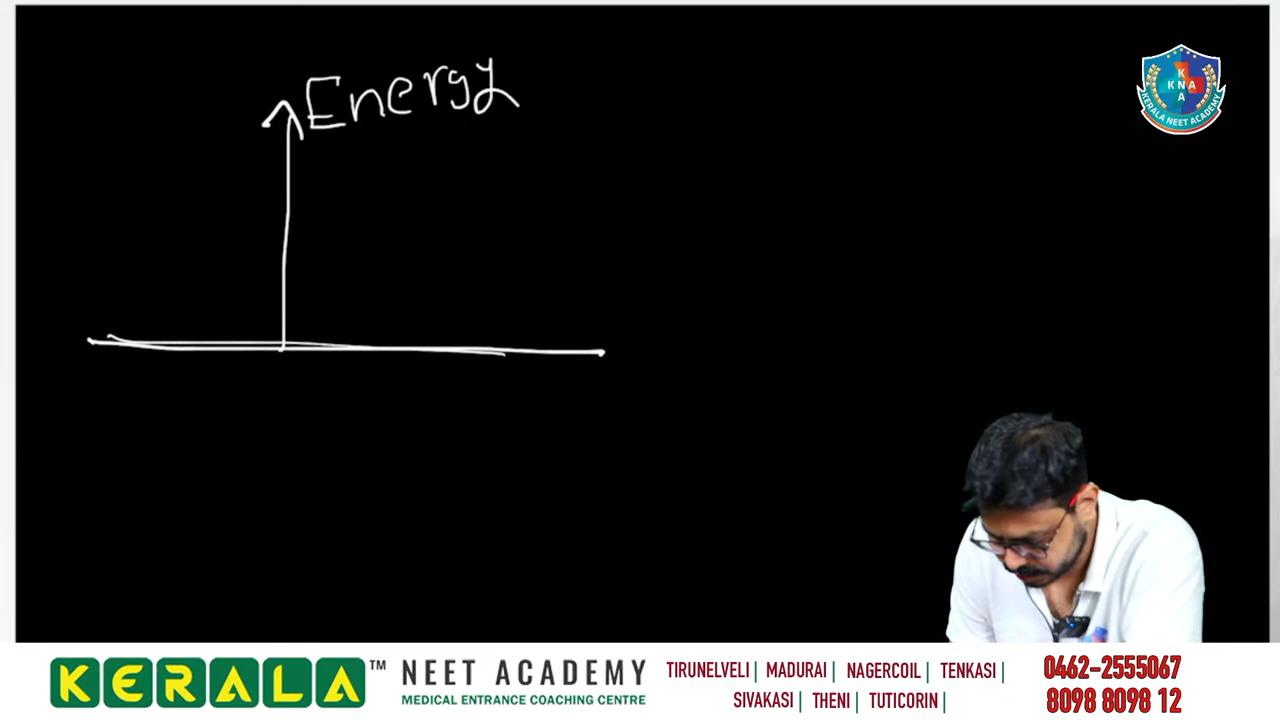 Energy
K
KNA
A
KERALA NEET ACADEMY
KERALA™ NEET ACADEMY
MEDICAL ENTRANCE COACHING CENTRE
TIRUNELVELI | MADURAI | NAGERCOIL | TENKASI |
SIVAKASI | THENI | TUTICORIN |
0462-2555067
8098 8098 12